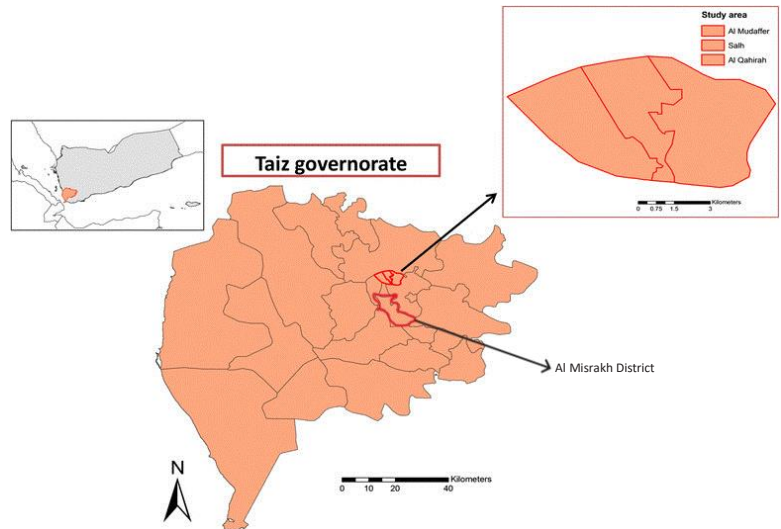 Study area
Al Mudaffer
Salh
Al Qahirah
Kilometers
0 0.75 1.5 3
Taiz governorate
Al Misrakh District
N
Kilometers
0 5 10 20 40